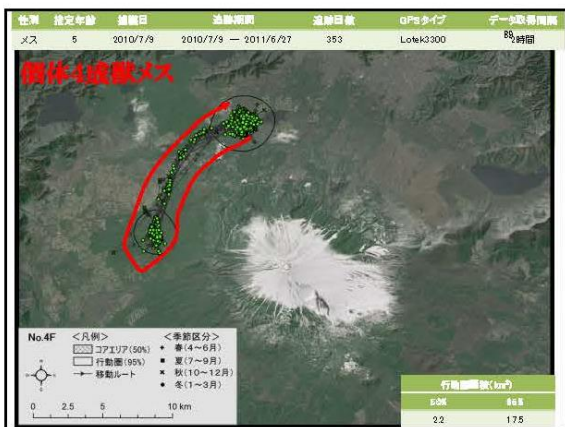 性別 推定年齢 捕獲日 追跡期間 追跡日数 GPSタイプ データ取得間隔
メス 5 2010/7/9 2010/7/9 ― 2011/6/27 353 Lotek3300 2時間
個体4成獣メス
No.4F <凡例> <季節区分>
コアエリア(50%) 春(4~6月)
行動圏(95%) 夏(7~9月)
移動ルート 秋(10~12月)
冬(1~3月)
0 2.5 5 10 km
行動圏面積(km²)
50% 95%
2.2 17.5